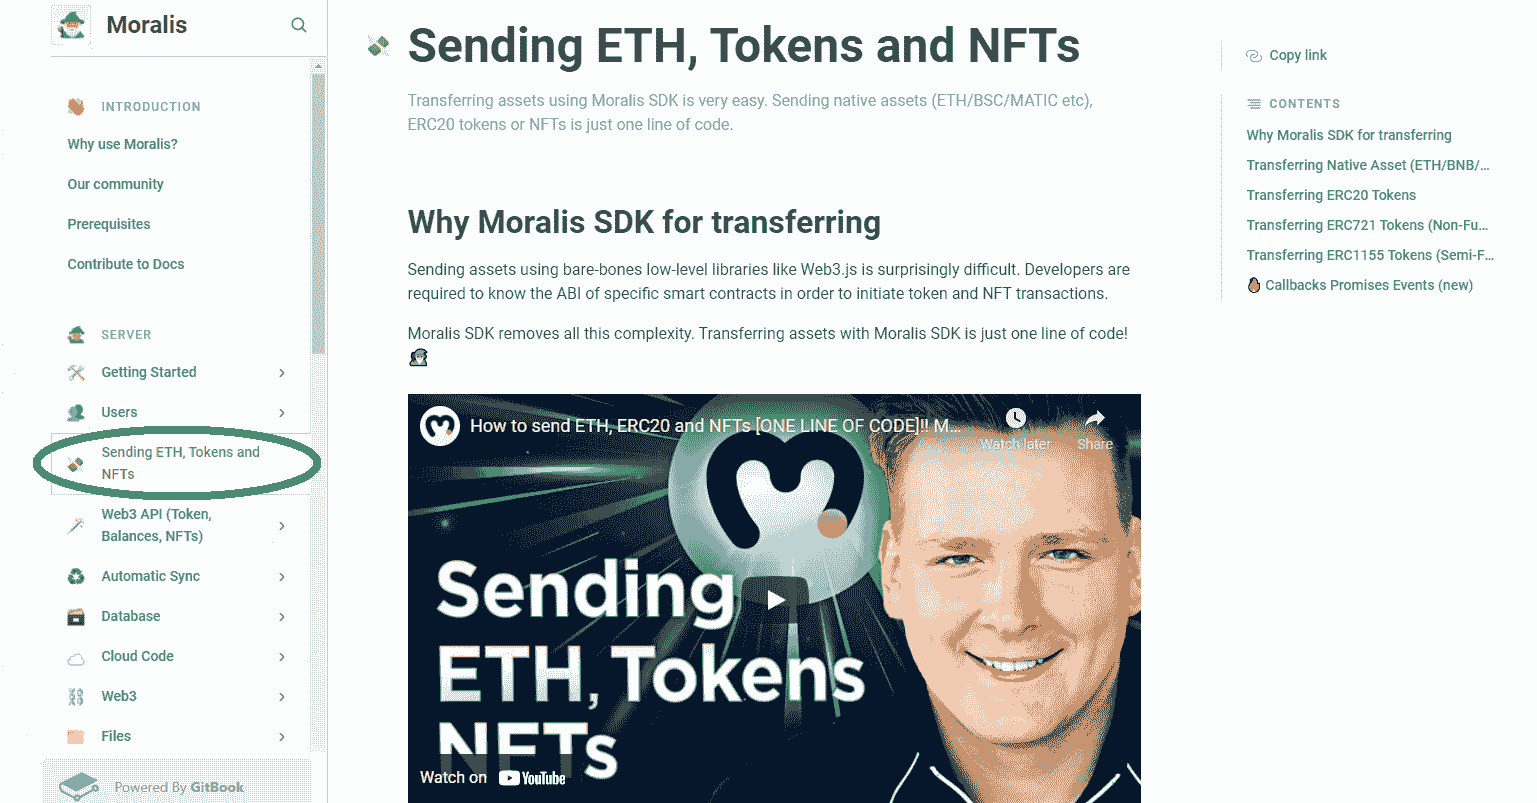 Moralis
INTRODUCTION
Why use Moralis?
Our community
Prerequisites
Contribute to Docs
SERVER
Getting Started
Users
Sending ETH, Tokens and
NFTs
Web3 API (Token,
Balances, NFTs)
Automatic Sync
Database
Cloud Code
Web3
Files
Powered By GitBook
Sending ETH, Tokens and NFTs
Transferring assets using Moralis SDK is very easy. Sending native assets (ETH/BSC/MATIC etc),
ERC20 tokens or NFTs is just one line of code.
Why Moralis SDK for transferring
Sending assets using bare-bones low-level libraries like Web3.js is surprisingly difficult. Developers are
required to know the ABI of specific smart contracts in order to initiate token and NFT transactions.
Moralis SDK removes all this complexity. Transferring assets with Moralis SDK is just one line of code!
How to send ETH, ERC20 and NFTs [ONE LINE OF CODE]!! M...
Watch later
Share
Sending
ETH, Tokens
NFTs
Watch on YouTube
Copy link
CONTENTS
Why Moralis SDK for transferring
Transferring Native Asset (ETH/BNB/...
Transferring ERC20 Tokens
Transferring ERC721 Tokens (Non-Fu...
Transferring ERC1155 Tokens (Semi-F...
Callbacks Promises Events (new)